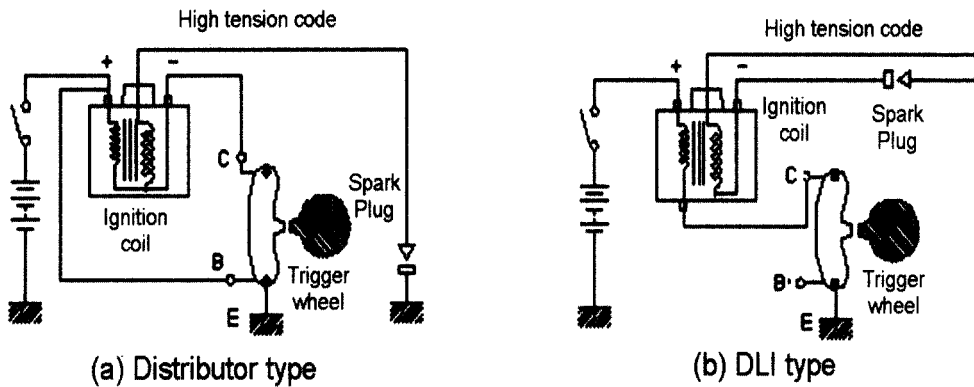 High tension code
+
-
C
Ignition
coil
Spark
Plug
B
Trigger
wheel
E
(a) Distributor type
High tension code
+
-
Ignition
coil
Spark
Plug
C
B
Trigger
wheel
E
(b) DLI type